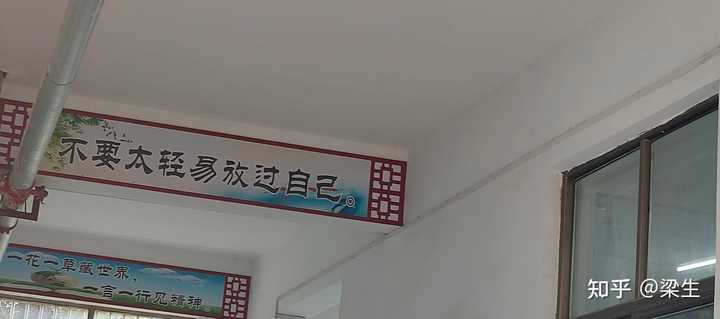 不要太轻易放过自己。
一花一草藏世界，
一言一行见精神。
知乎 @梁生